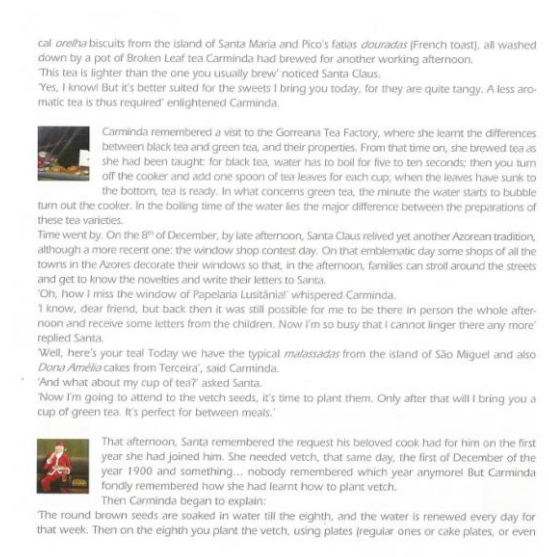 cal orelha biscuits from the island of Santa Maria and Pico's fatias douradas (French toast), all washed
down by a pot of Broken Leaf tea Carminda had brewed for another working afternoon.
'This tea is lighter than the one you usually brew' noticed Santa Claus.
'Yes, I know! But it's better suited for the sweets I bring you today, for they are quite tangy. A less aro-
matic tea is thus required' enlightened Carminda.
Carminda remembered a visit to the Gorreana Tea Factory, where she learnt the differences
between black tea and green tea, and their properties. From that time on, she brewed tea as
she had been taught: for black tea, water has to boil for five to ten seconds; then you turn
off the cooker and add one spoon of tea leaves for each cup; when the leaves have sunk to
the bottom, tea is ready. In what concerns green tea, the minute the water starts to bubble
turn out the cooker. In the boiling time of the water lies the major difference between the preparations of
these tea varieties.
Time went by. On the 8th of December, by late afternoon, Santa Claus relived yet another Azorean tradition,
although a more recent one: the window shop contest day. On that emblematic day some shops of all the
towns in the Azores decorate their windows so that, in the afternoon, families can stroll around the streets
and get to know the novelties and write their letters to Santa.
'Oh, how I miss the window of Papelaria Lusitânia!' whispered Carminda.
'I know, dear friend, but back then it was still possible for me to be there in person the whole after-
noon and receive some letters from the children. Now I'm so busy that I cannot linger there any more'
replied Santa.
'Well, here's your tea! Today we have the typical malassadas from the island of São Miguel and also
Dona Amélia cakes from Terceira', said Carminda.
'And what about my cup of tea?' asked Santa.
'Now I'm going to attend to the vetch seeds, it's time to plant them. Only after that will I bring you a
cup of green tea. It's perfect for between meals.'
That afternoon, Santa remembered the request his beloved cook had for him on the first
year she had joined him. She needed vetch, that same day, the first of December of the
year 1900 and something... nobody remembered which year anymore! But Carminda
fondly remembered how she had learnt how to plant vetch.
Then Carminda began to explain:
'The round brown seeds are soaked in water till the eighth, and the water is renewed every day for
that week. Then on the eighth you plant the vetch, using plates (regular ones or cake plates, or even